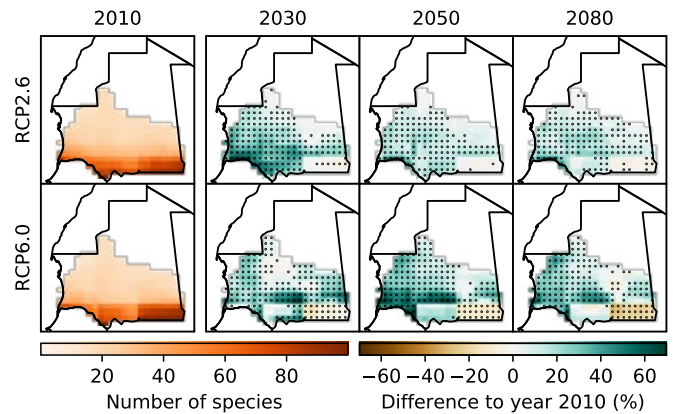 2010 2030 2050 2080
RCP2.6
RCP6.0
20 40 60 80 −60 −40 −20 0 20 40 60
Number of species Difference to year 2010 (%)